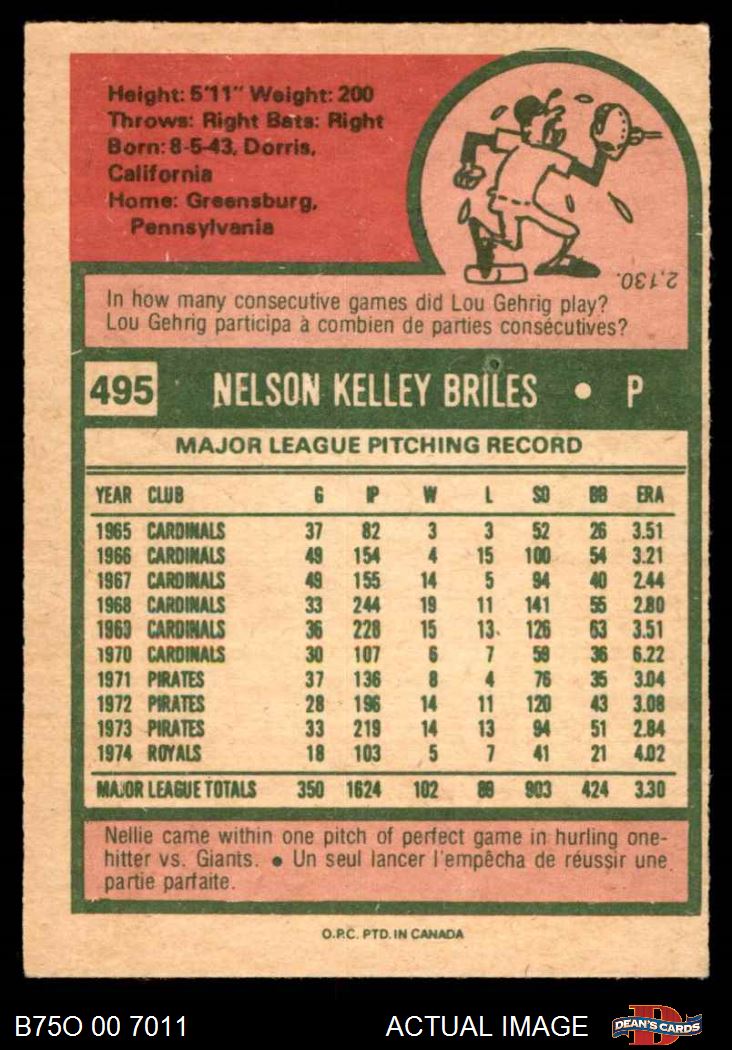 Height: 5'11" Weight: 200
Throws: Right Bats: Right
Born: 8-5-43, Dorris,
California
Home: Greensburg,
Pennsylvania
2,130.
In how many consecutive games did Lou Gehrig play?
Lou Gehrig participa à combien de parties consécutives?
495 NELSON KELLEY BRILES • P
MAJOR LEAGUE PITCHING RECORD
YEAR CLUB G IP W L SO BB ERA
1965 CARDINALS 37 82 3 3 52 26 3.51
1966 CARDINALS 49 154 4 15 100 54 3.21
1967 CARDINALS 49 155 14 5 94 40 2.44
1968 CARDINALS 33 244 19 11 141 55 2.80
1969 CARDINALS 36 228 15 13 126 63 3.51
1970 CARDINALS 30 107 6 7 59 36 6.22
1971 PIRATES 37 136 8 4 76 35 3.04
1972 PIRATES 28 196 14 11 120 43 3.08
1973 PIRATES 33 219 14 13 94 51 2.84
1974 ROYALS 18 103 5 7 41 21 4.02
MAJOR LEAGUE TOTALS 350 1624 102 89 903 424 3.30
Nellie came within one pitch of perfect game in hurling one-
hitter vs. Giants. • Un seul lancer l'empêcha de réussir une
partie parfaite.
O.P.C. PTD. IN CANADA
B75O 00 7011 ACTUAL IMAGE DEAN'S CARDS